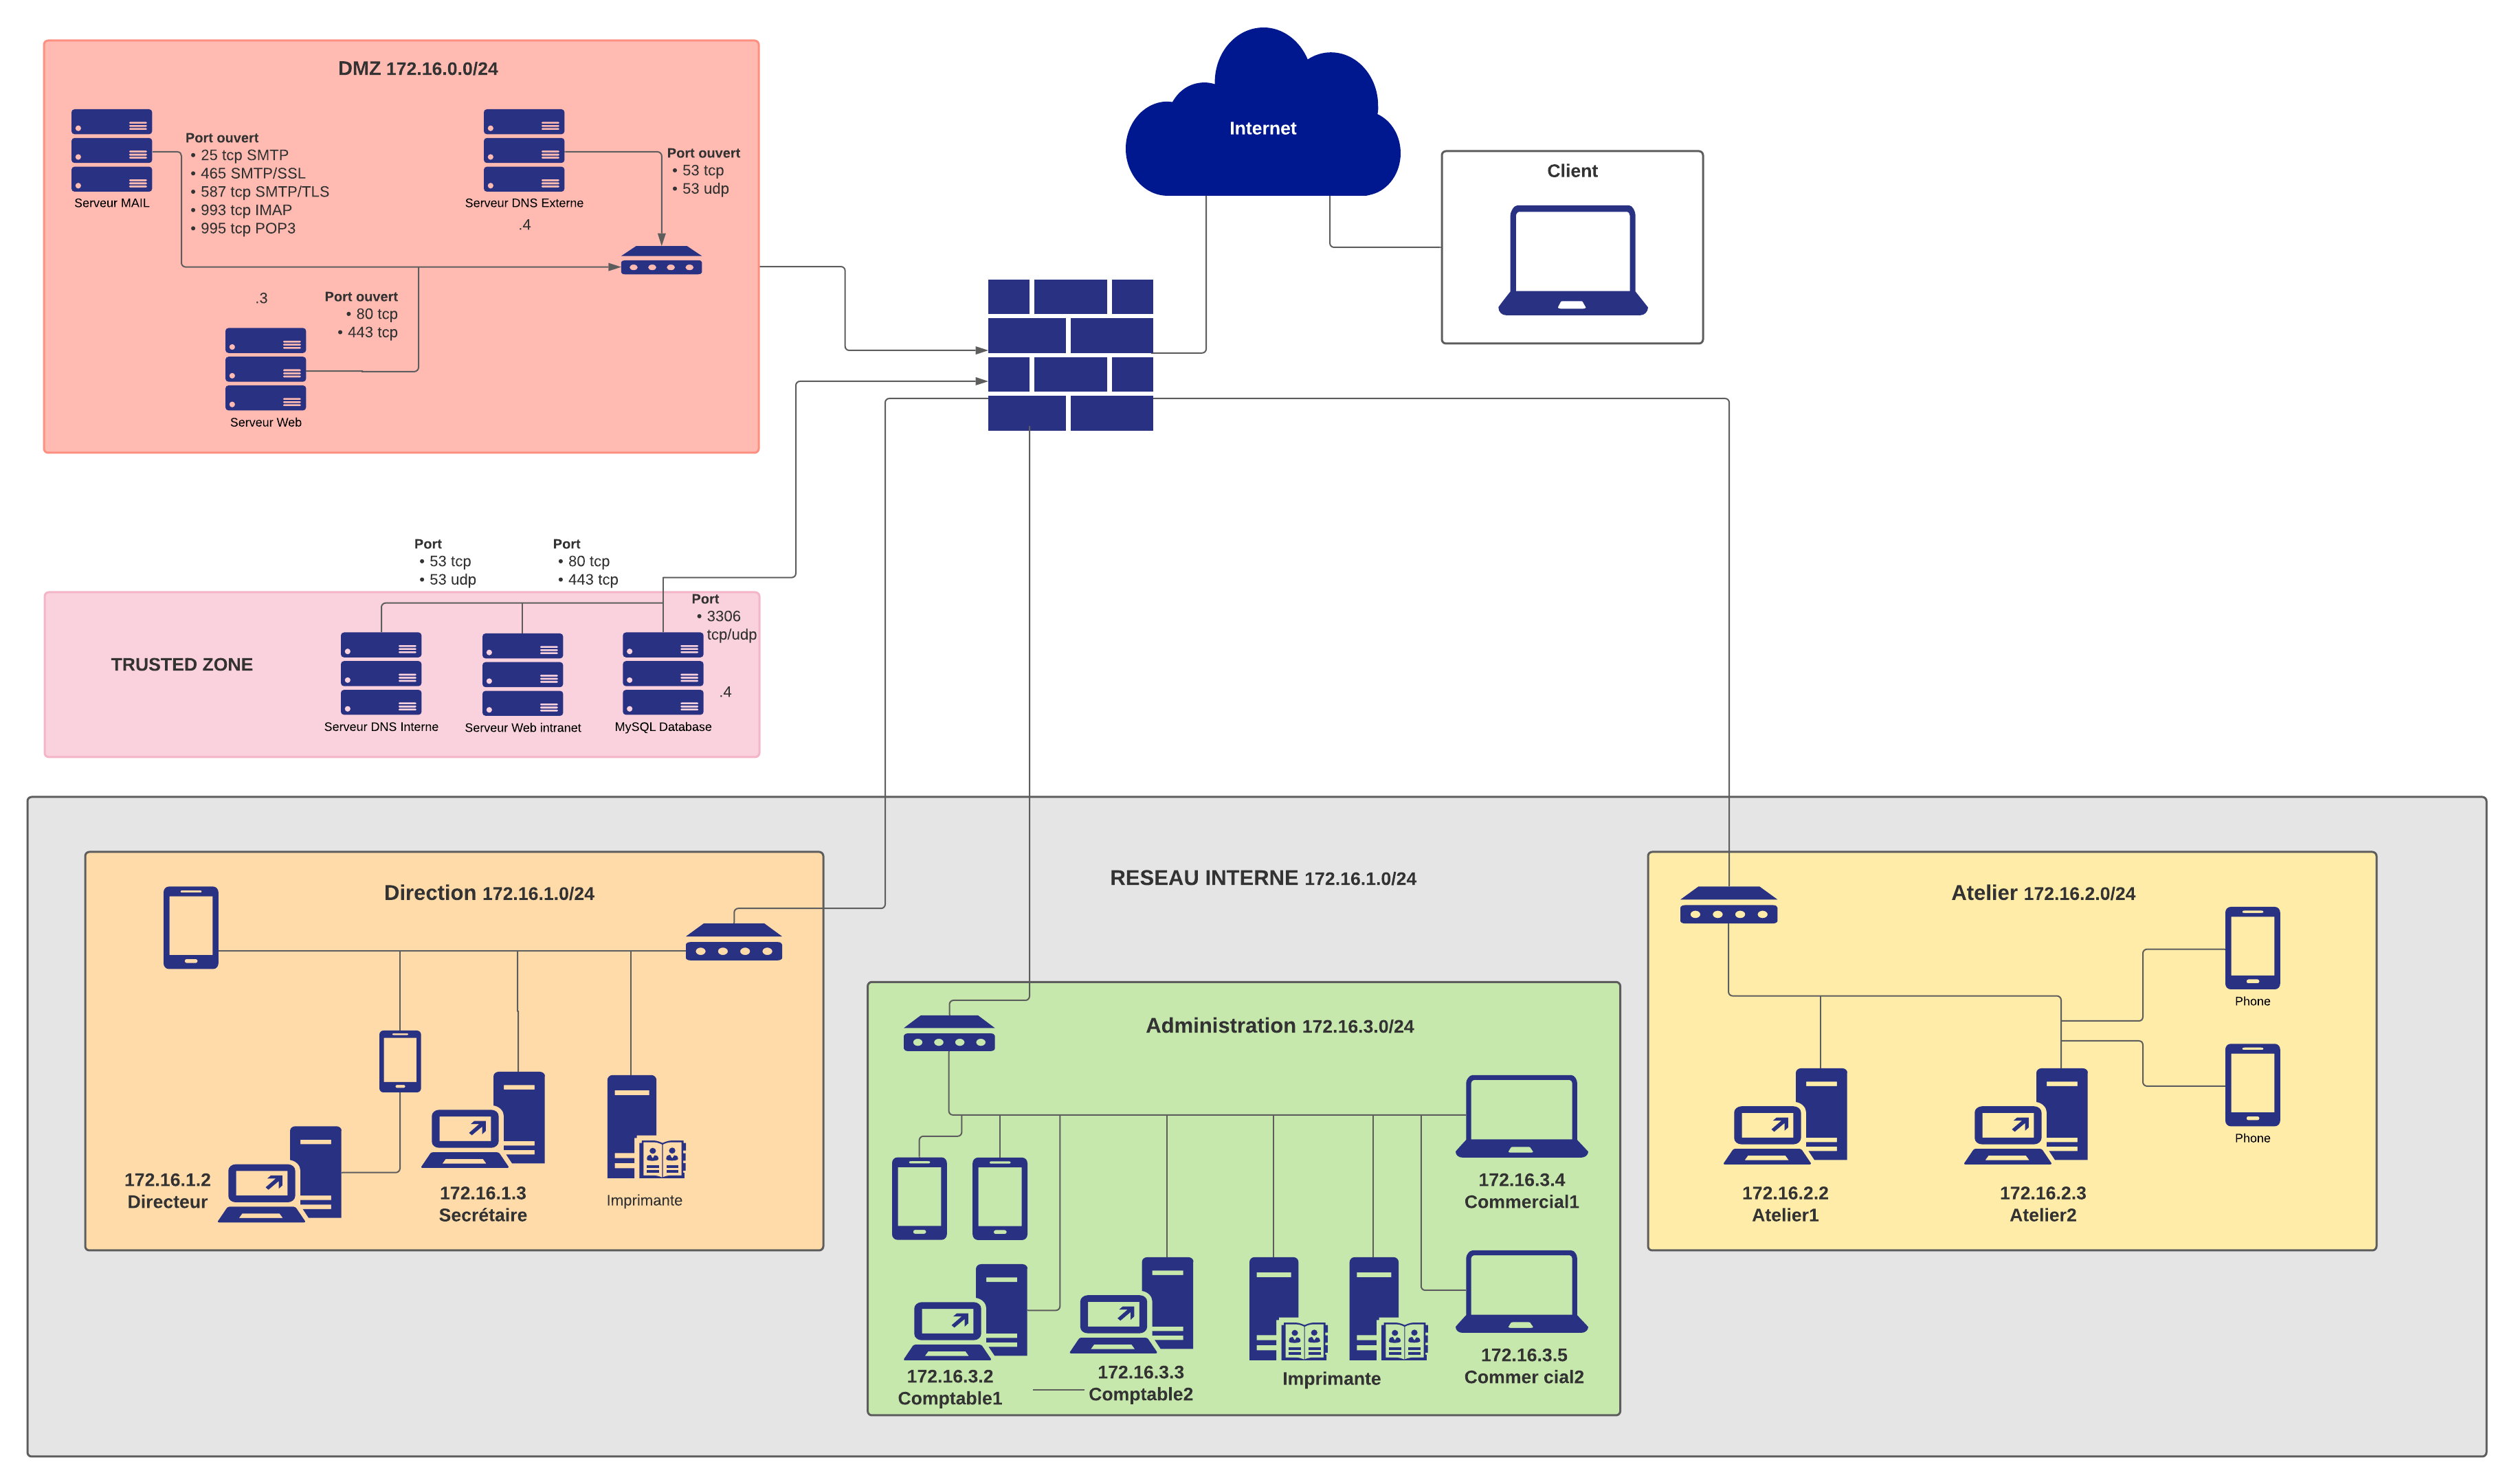 DMZ 172.16.0.0/24
Port ouvert
• 25 tcp SMTP
• 465 SMTP/SSL
• 587 tcp SMTP/TLS
• 993 tcp IMAP
• 995 tcp POP3
Serveur MAIL
Serveur DNS Externe
.4
Port ouvert
• 53 tcp
• 53 udp
.3
Port ouvert
• 80 tcp
• 443 tcp
Serveur Web
Internet
Client
Port
• 53 tcp
• 53 udp
Port
• 80 tcp
• 443 tcp
Port
• 3306
tcp/udp
TRUSTED ZONE
.4
Serveur DNS Interne
Serveur Web intranet
MySQL Database
RESEAU INTERNE 172.16.1.0/24
Direction 172.16.1.0/24
172.16.1.2
Directeur
172.16.1.3
Secrétaire
Imprimante
Administration 172.16.3.0/24
172.16.3.4
Commercial1
172.16.3.2
Comptable1
172.16.3.3
Comptable2
Imprimante
172.16.3.5
Commer cial2
Atelier 172.16.2.0/24
Phone
Phone
172.16.2.2
Atelier1
172.16.2.3
Atelier2